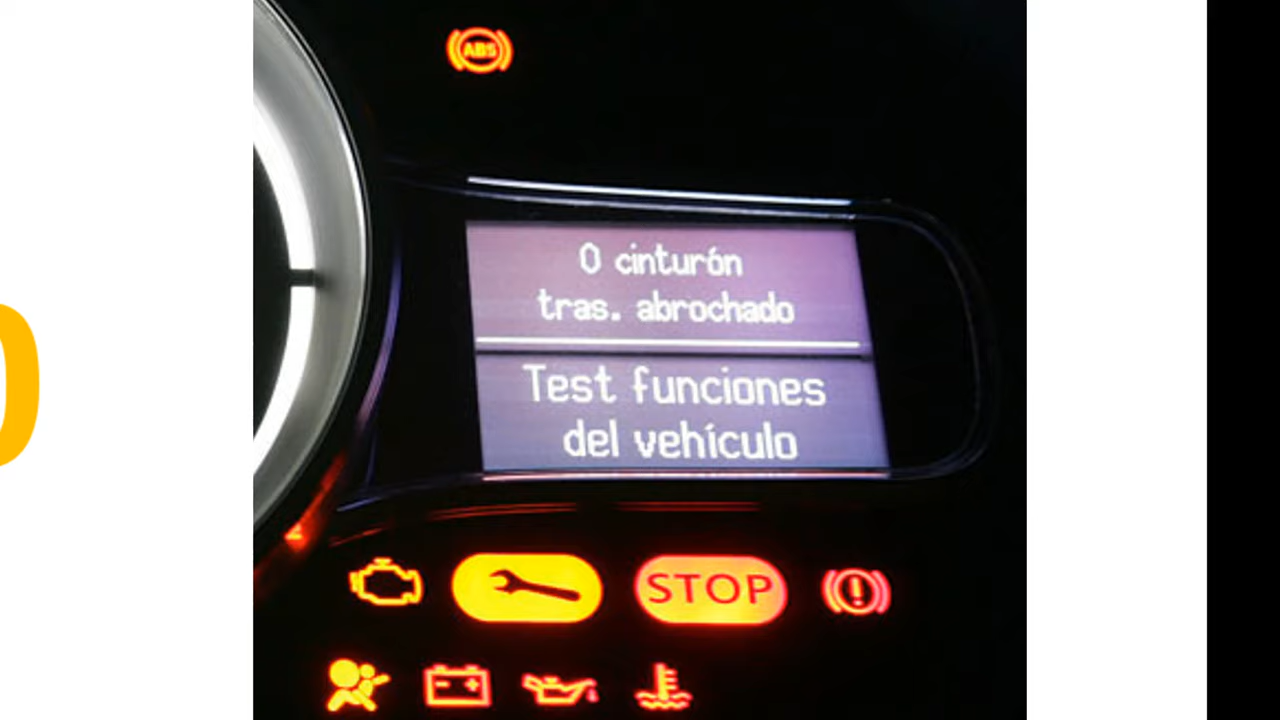 ABS
0 cinturón
tras. abrochado
Test funciones
del vehículo
STOP